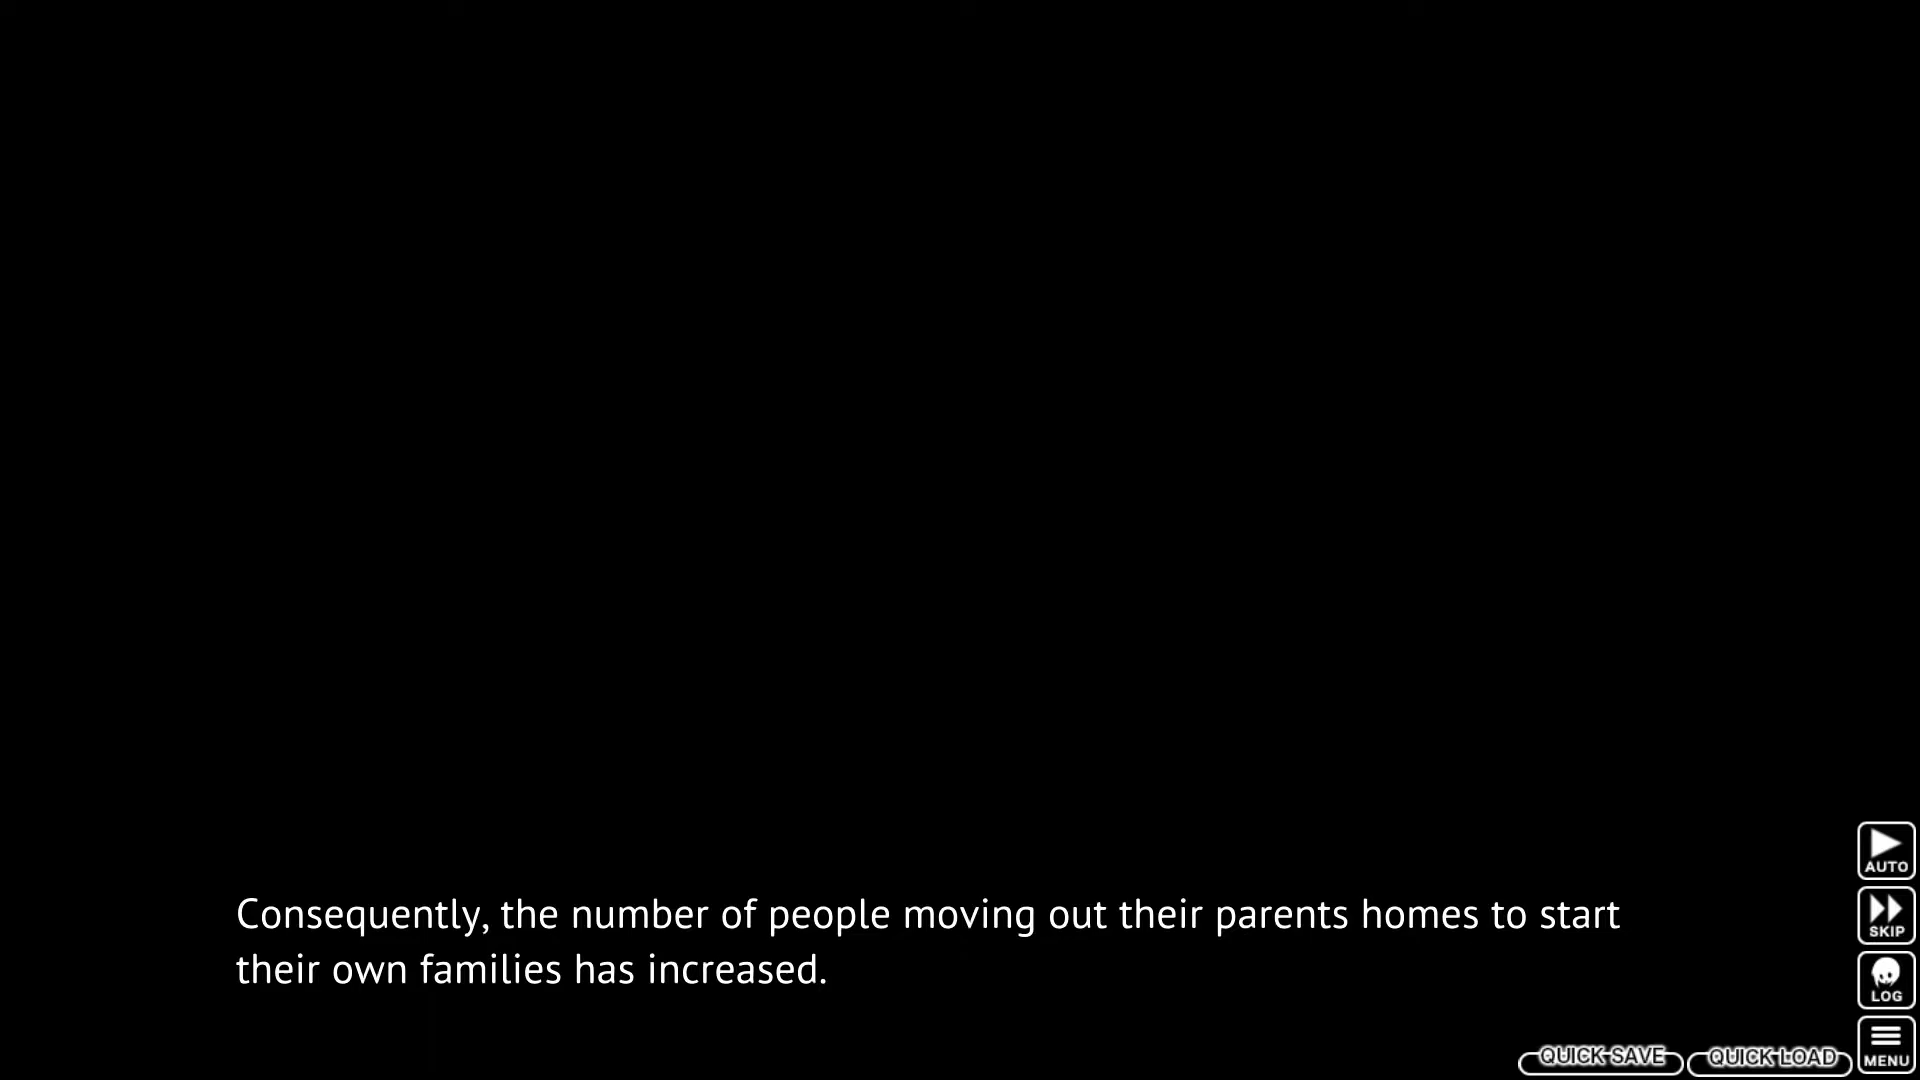 AUTO
SKIP
Consequently, the number of people moving out their parents homes to start
their own families has increased.
LOG
QUICK SAVE
QUICK LOAD
MENU